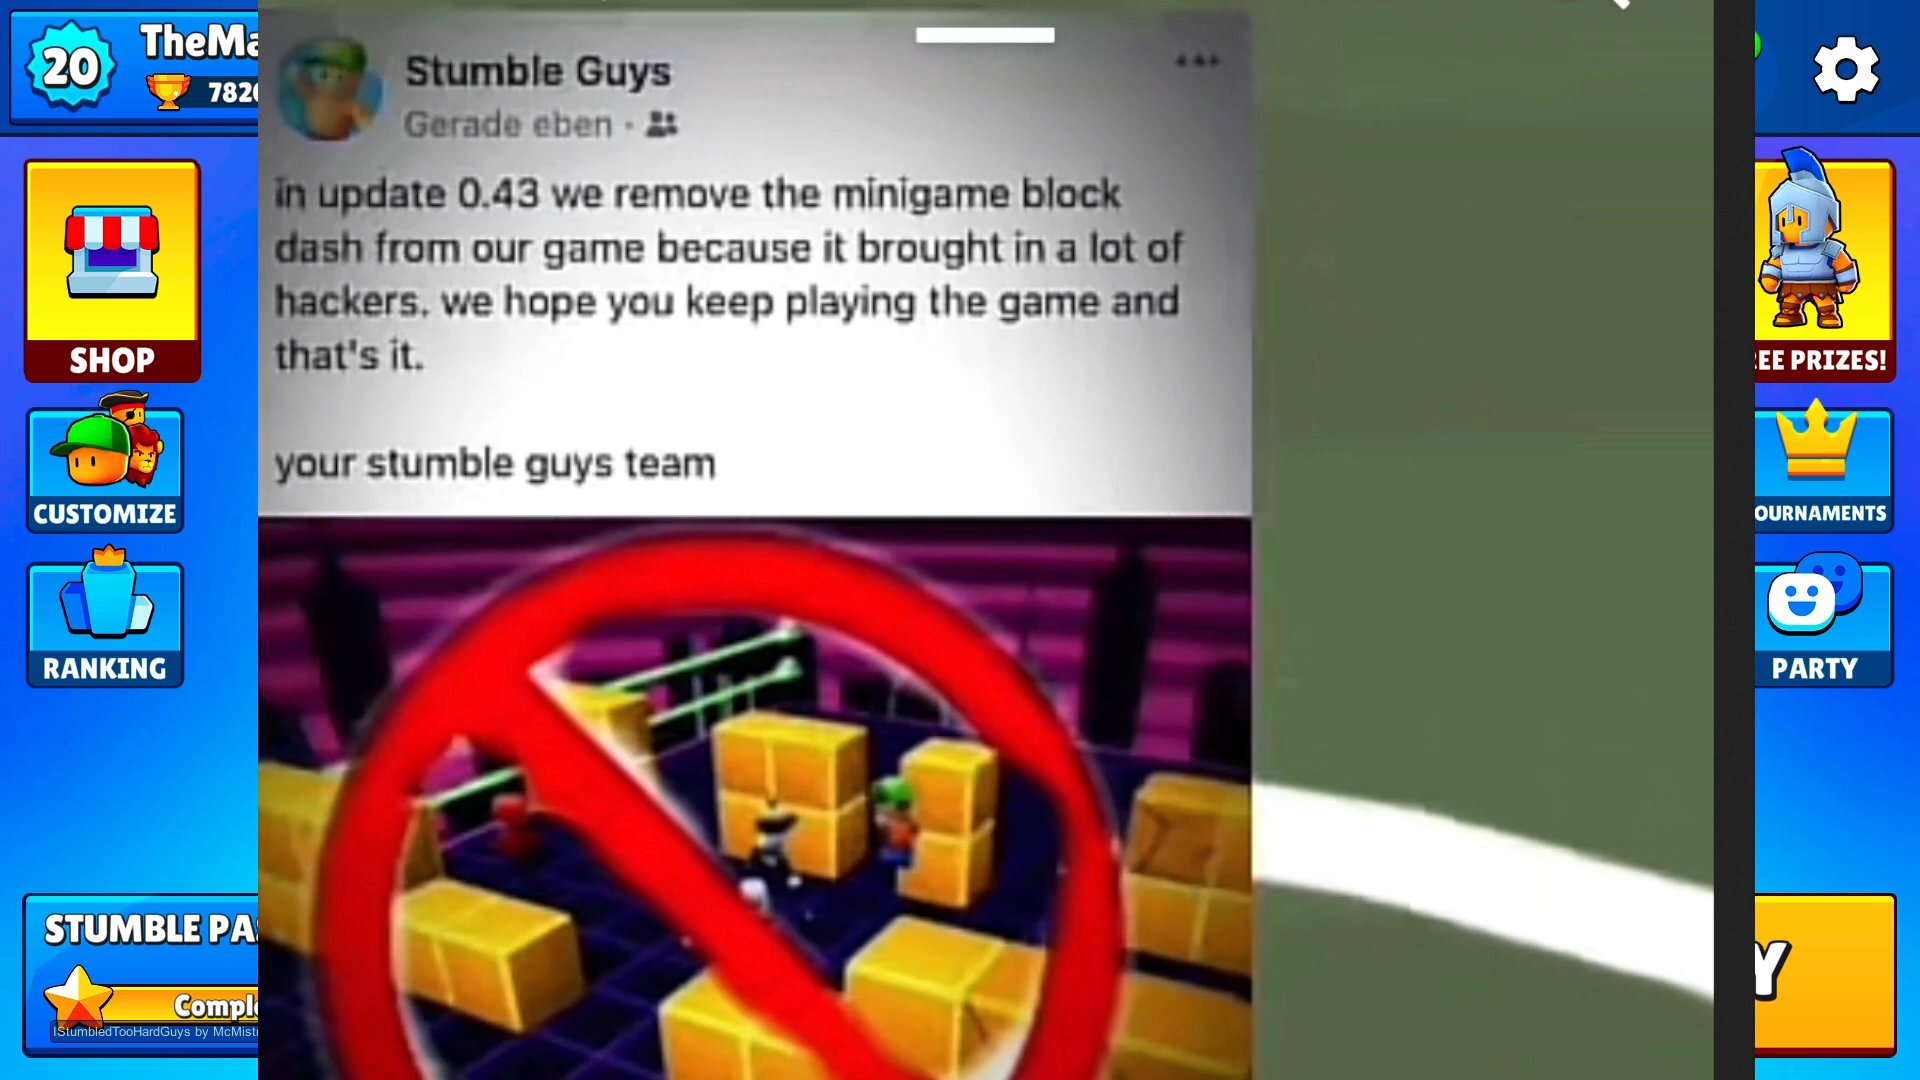 20
TheMa
782
SHOP
CUSTOMIZE
RANKING
STUMBLE PA
Comple
IStumbledTooHardGuys by McMist
Stumble Guys
Gerade eben ·
in update 0.43 we remove the minigame block
dash from our game because it brought in a lot of
hackers. we hope you keep playing the game and
that's it.
your stumble guys team
EE PRIZES!
OURNAMENTS
PARTY
Y